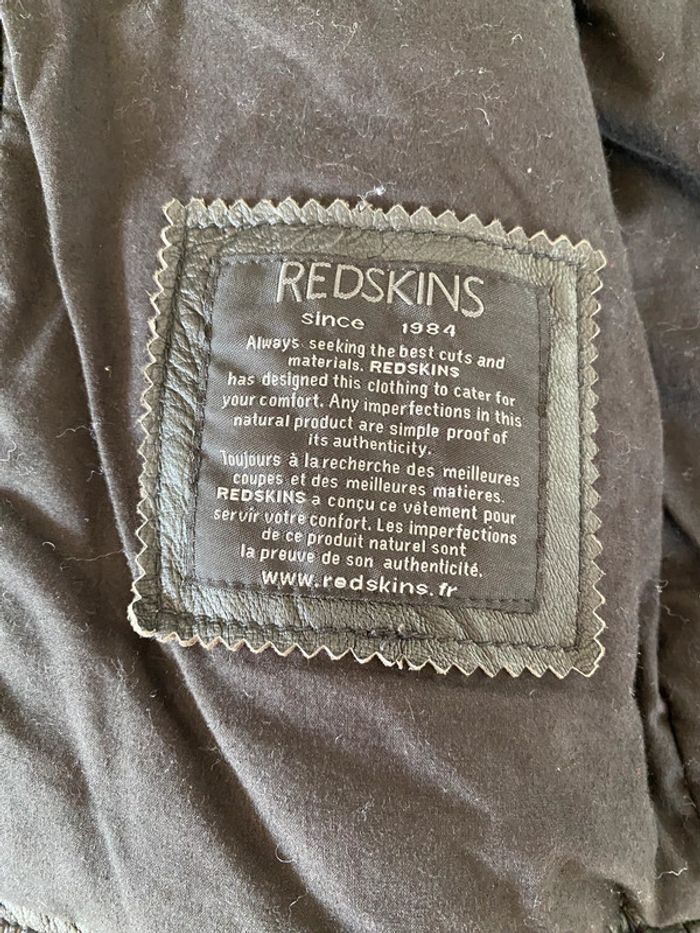 REDSKINS
since 1984
Always seeking the best cuts and
materials. REDSKINS
has designed this clothing to cater for
your comfort. Any imperfections in this
natural product are simple proof of
its authenticity.
Toujours à la recherche des meilleures
coupes et des meilleures matieres.
REDSKINS a conçu ce vêtement pour
servir votre confort. Les imperfections
de ce produit naturel sont
la preuve de son authenticité.
www.redskins.fr